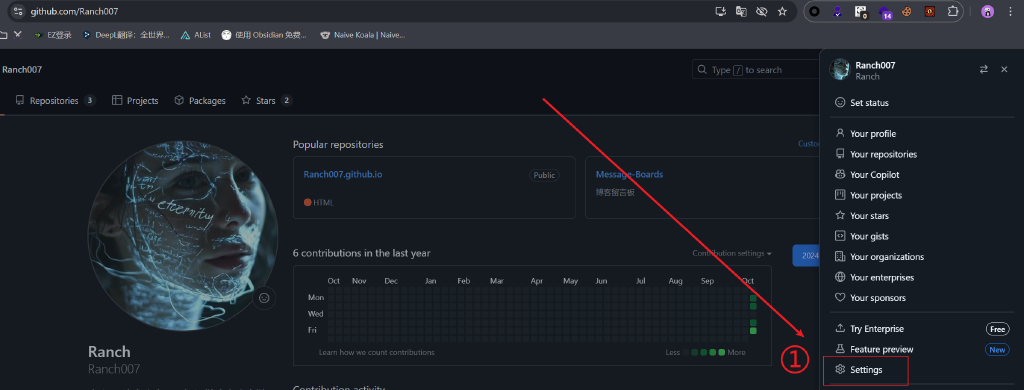 github.com/Ranch007
0
14
EZ登录
DeepL翻译：全世界...
AList
使用 Obsidian 免费...
Naive Koala | Naive...
Ranch007
Type / to search
Ranch007
Ranch
Repositories 3
Projects
Packages
Stars 2
Set status
Your profile
Your repositories
Your Copilot
Your projects
Your stars
Your gists
Your organizations
Your enterprises
Your sponsors
Try Enterprise
Free
Feature preview
New
Settings
①
eternity
Popular repositories
Custo
Ranch007.github.io
Public
HTML
Message-Boards
博客留言板
6 contributions in the last year
Contribution settings
2024
Oct Nov Dec Jan Feb Mar Apr May Jun Jul Aug Sep Oct
Mon
Wed
Fri
Learn how we count contributions
Less
More
Ranch
Ranch007
Contribution activity